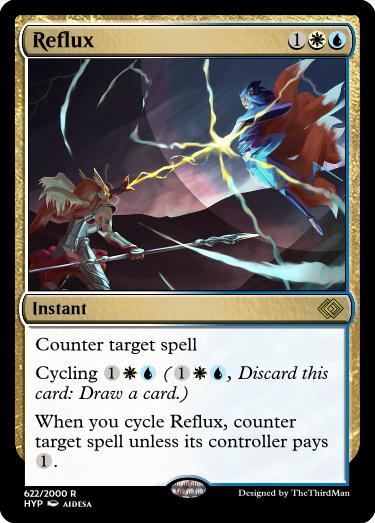 Reflux 1
Instant
Counter target spell
Cycling 1 ( 1 , Discard this
card: Draw a card.)
When you cycle Reflux, counter
target spell unless its controller pays
1 .
622/2000 R
HYP AIDESA Designed by TheThirdMan